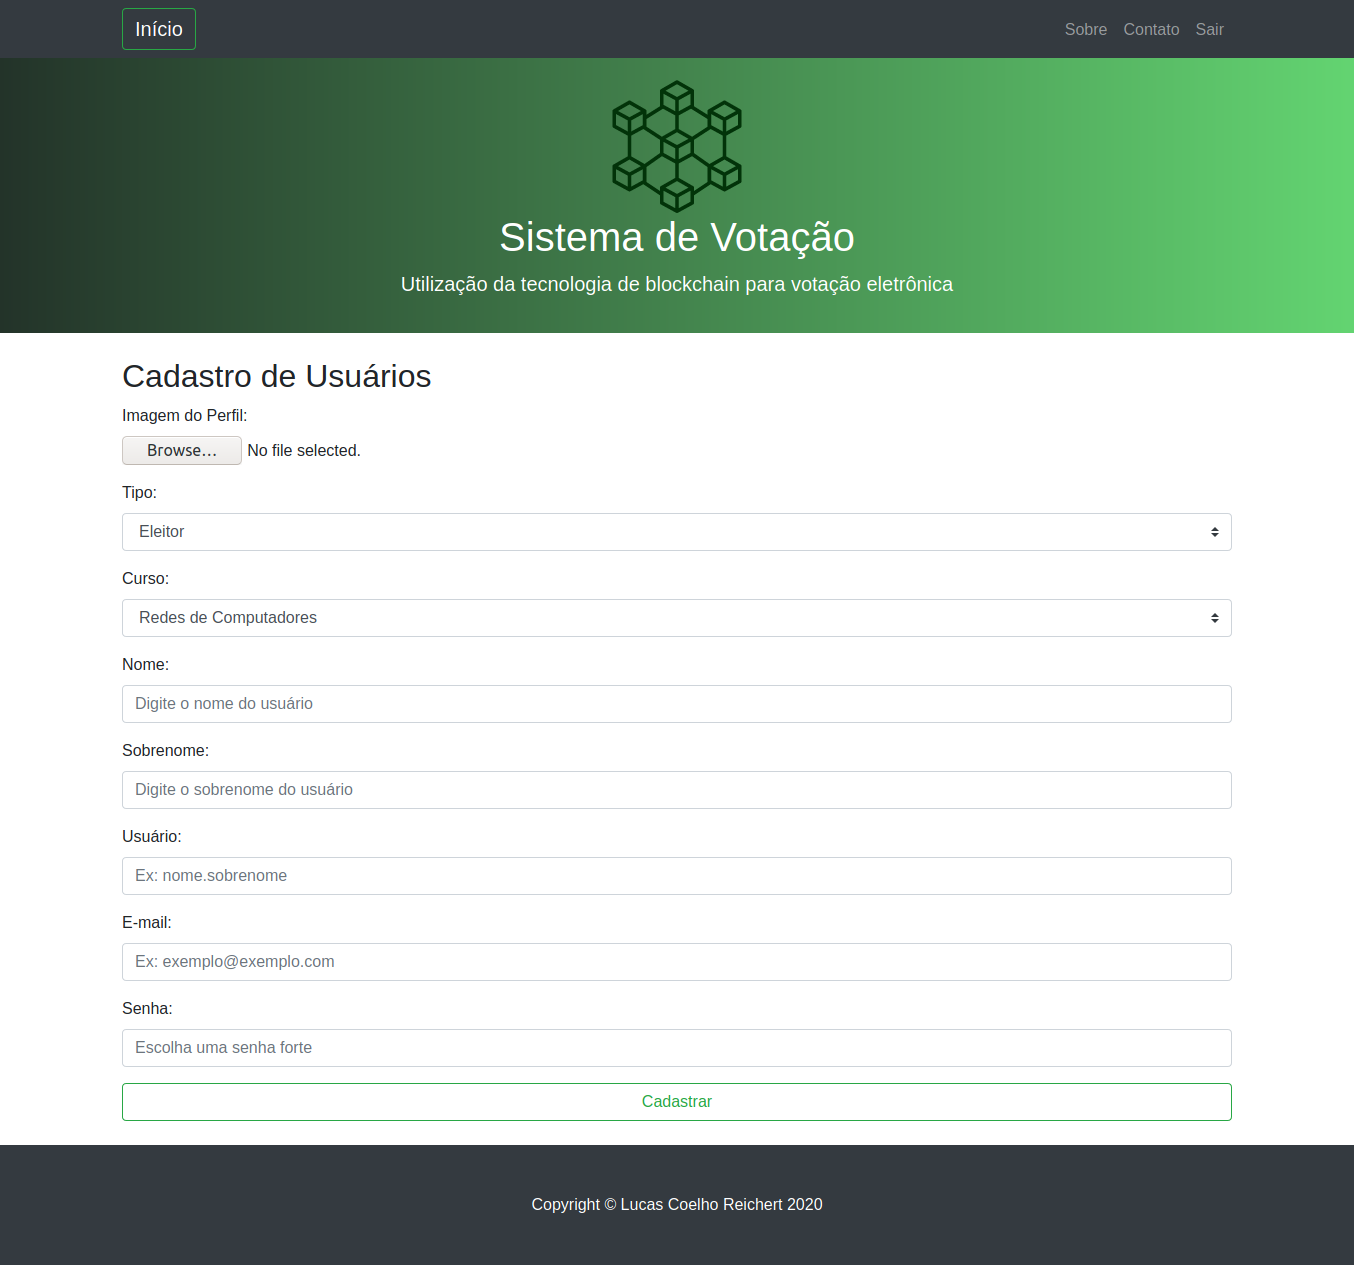 Início
Sobre Contato Sair
Sistema de Votação
Utilização da tecnologia de blockchain para votação eletrônica
Cadastro de Usuários
Imagem do Perfil:
Browse... No file selected.
Tipo:
Eleitor
Curso:
Redes de Computadores
Nome:
Digite o nome do usuário
Sobrenome:
Digite o sobrenome do usuário
Usuário:
Ex: nome.sobrenome
E-mail:
Ex: exemplo@exemplo.com
Senha:
Escolha uma senha forte
Cadastrar
Copyright © Lucas Coelho Reichert 2020